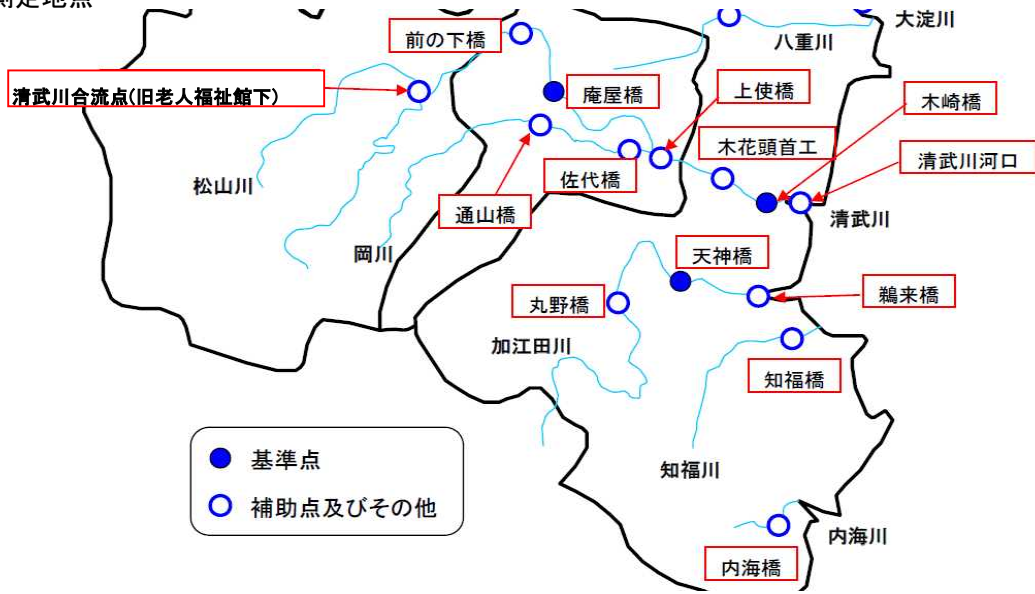 測定地点
大淀川
前の下橋
八重川
清武川合流点(旧老人福祉館下)
庵屋橋
上使橋
木崎橋
木花頭首工
清武川河口
松山川
佐代橋
通山橋
清武川
岡川
天神橋
丸野橋
鵜来橋
加江田川
知福橋
基準点
知福川
補助点及びその他
内海川
内海橋